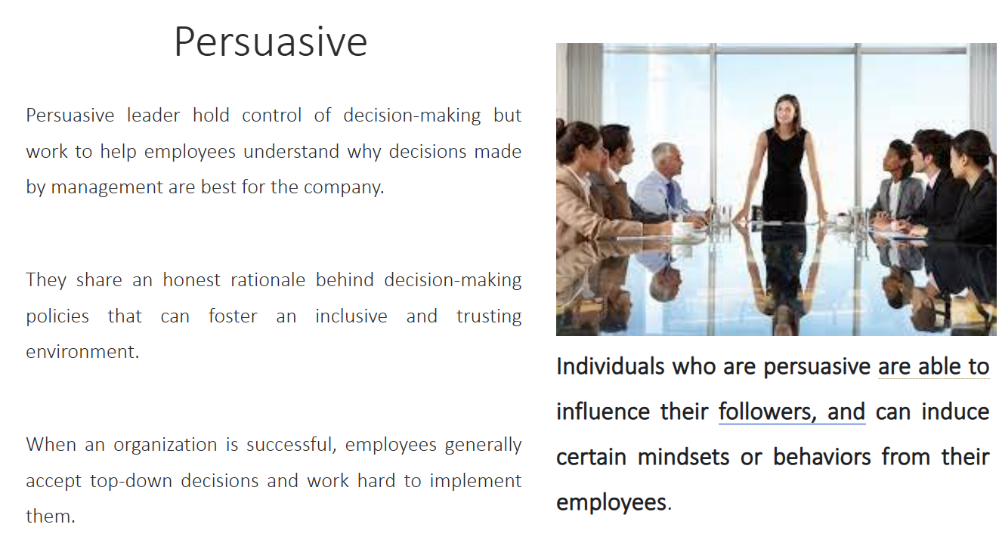 Persuasive
Persuasive leader hold control of decision-making but
work to help employees understand why decisions made
by management are best for the company.
They share an honest rationale behind decision-making
policies that can foster an inclusive and trusting
environment.
When an organization is successful, employees generally
accept top-down decisions and work hard to implement
them.
Individuals who are persuasive are able to
influence their followers, and can induce
certain mindsets or behaviors from their
employees.